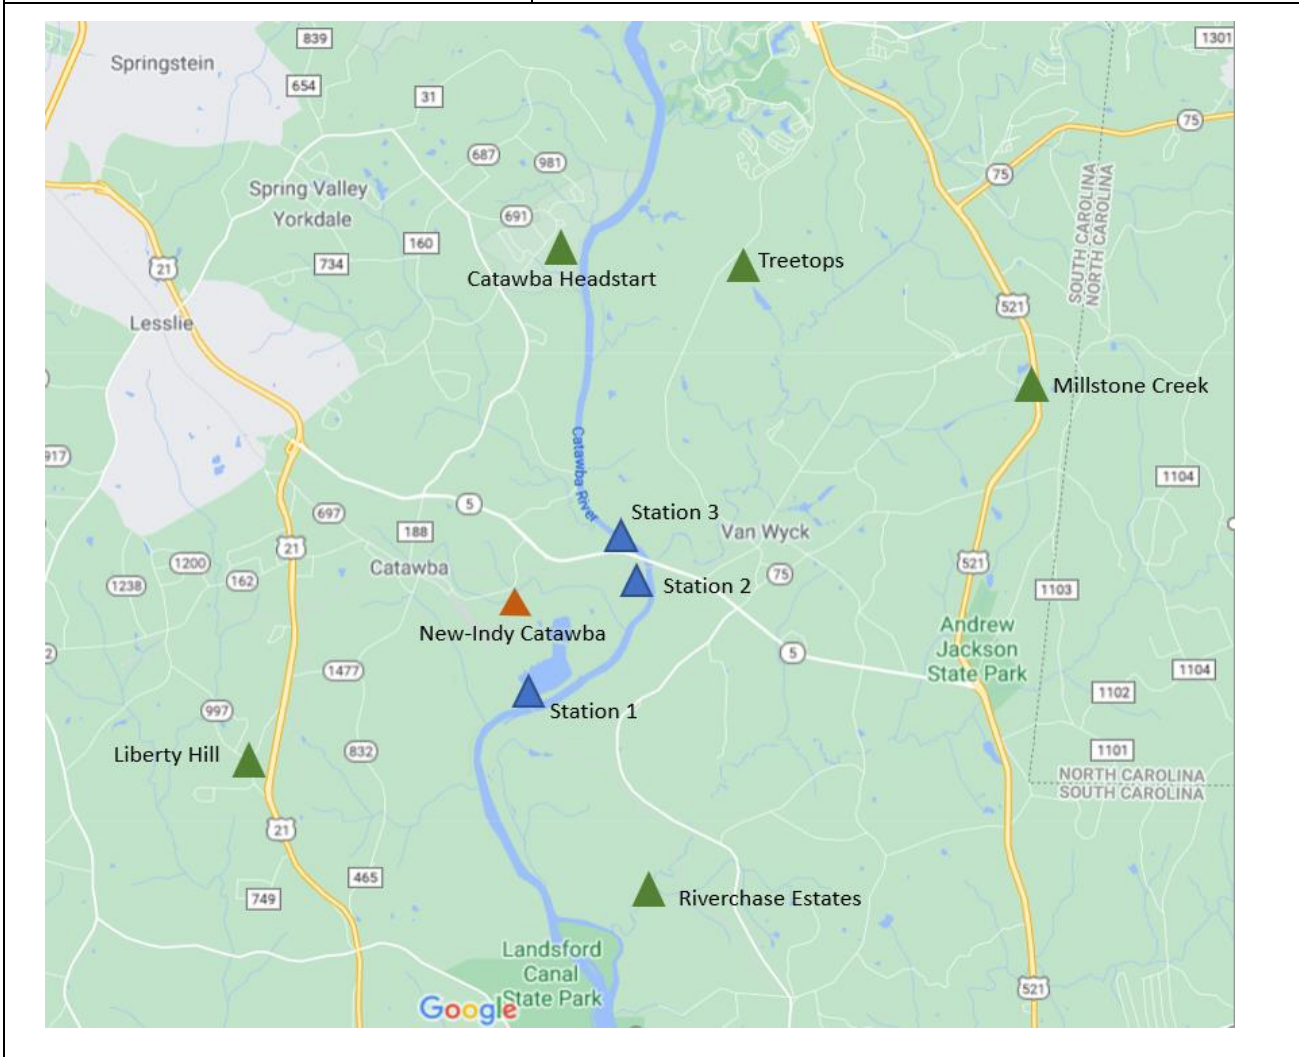 839
1301
Springstein
654
31
75
687
981
75
Spring Valley
Yorkdale
691
160
734
21
Catawba Headstart
Treetops
SOUTH CAROLINA
NORTH CAROLINA
521
Lesslie
Millstone Creek
917
Catawba River
1104
5
697
188
Station 3
Van Wyck
21
1200
Catawba
521
1238
162
75
Station 2
1103
New-Indy Catawba
Andrew
Jackson
State Park
2
5
1477
1104
1102
997
Station 1
Liberty Hill
832
1101
NORTH CAROLINA
SOUTH CAROLINA
21
465
749
Riverchase Estates
Landsford
Canal
State Park
Google
521